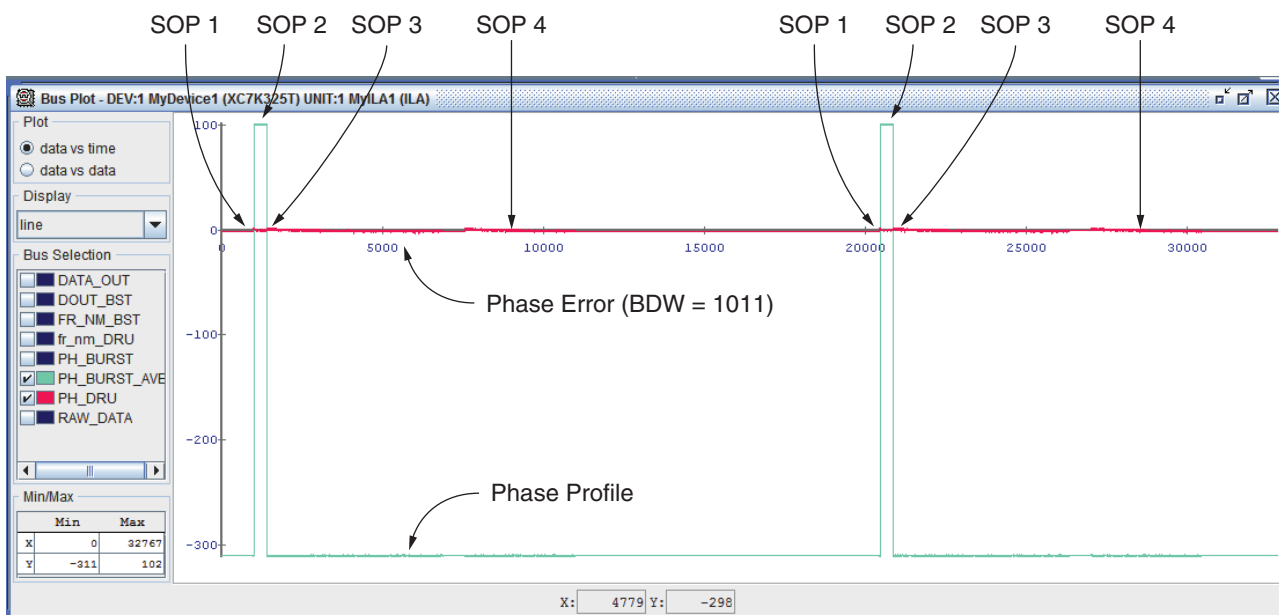 SOP 1 SOP 2 SOP 3 SOP 4 SOP 1 SOP 2 SOP 3 SOP 4
Bus Plot - DEV:1 MyDevice1 (XC7K325T) UNIT:1 MyILA1 (ILA)
Plot
data vs time
data vs data
Display
line
Bus Selection
DATA_OUT
DOUT_BST
FR_NM_BST
fr_nm_DRU
PH_BURST
PH_BURST_AVE
PH_DRU
RAW_DATA
Min/Max
Min Max
X 0 32767
Y -311 102
100
0
0 5000 10000 15000 20000 25000 30000
Phase Error (BDW = 1011)
-100
-200
Phase Profile
-300
X: 4779 Y: -298